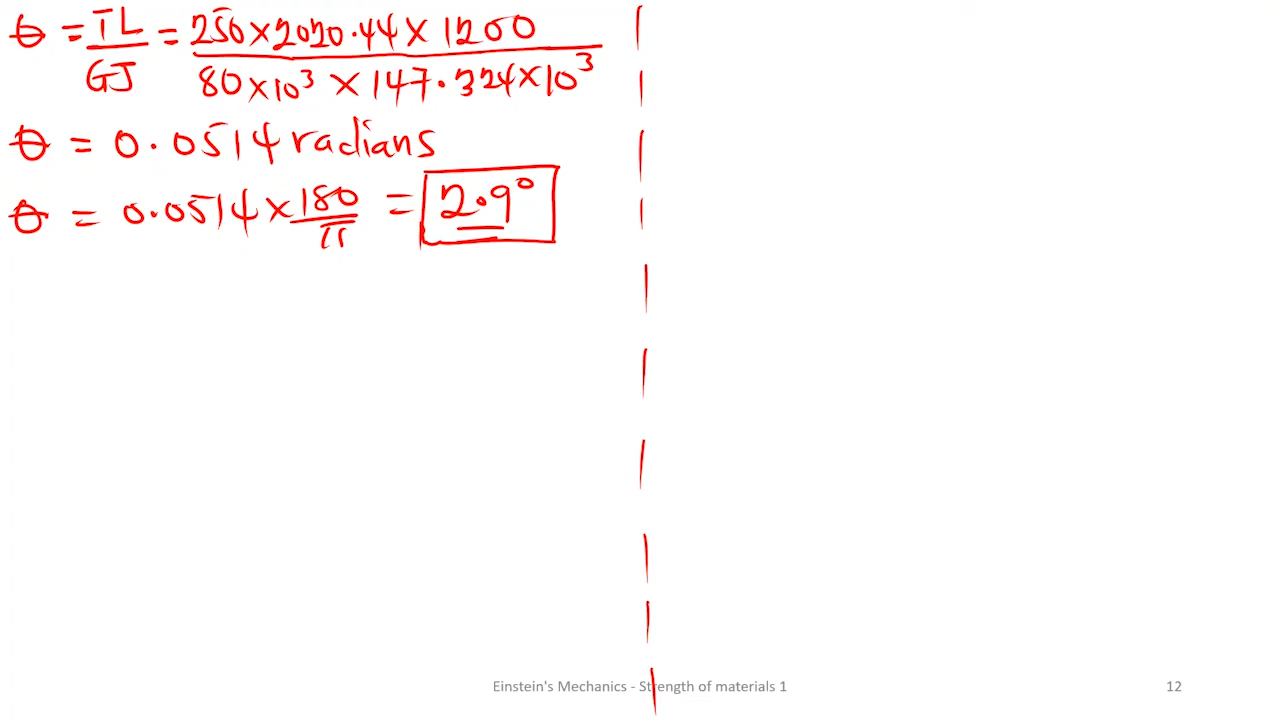 θ = TL/GJ = 250×2020.44×1200 / 80×10³ × 147.324×10³
θ = 0.0514 radians
θ = 0.0514 × 180/π = 2.9°
Einstein's Mechanics - Strength of materials 1
12